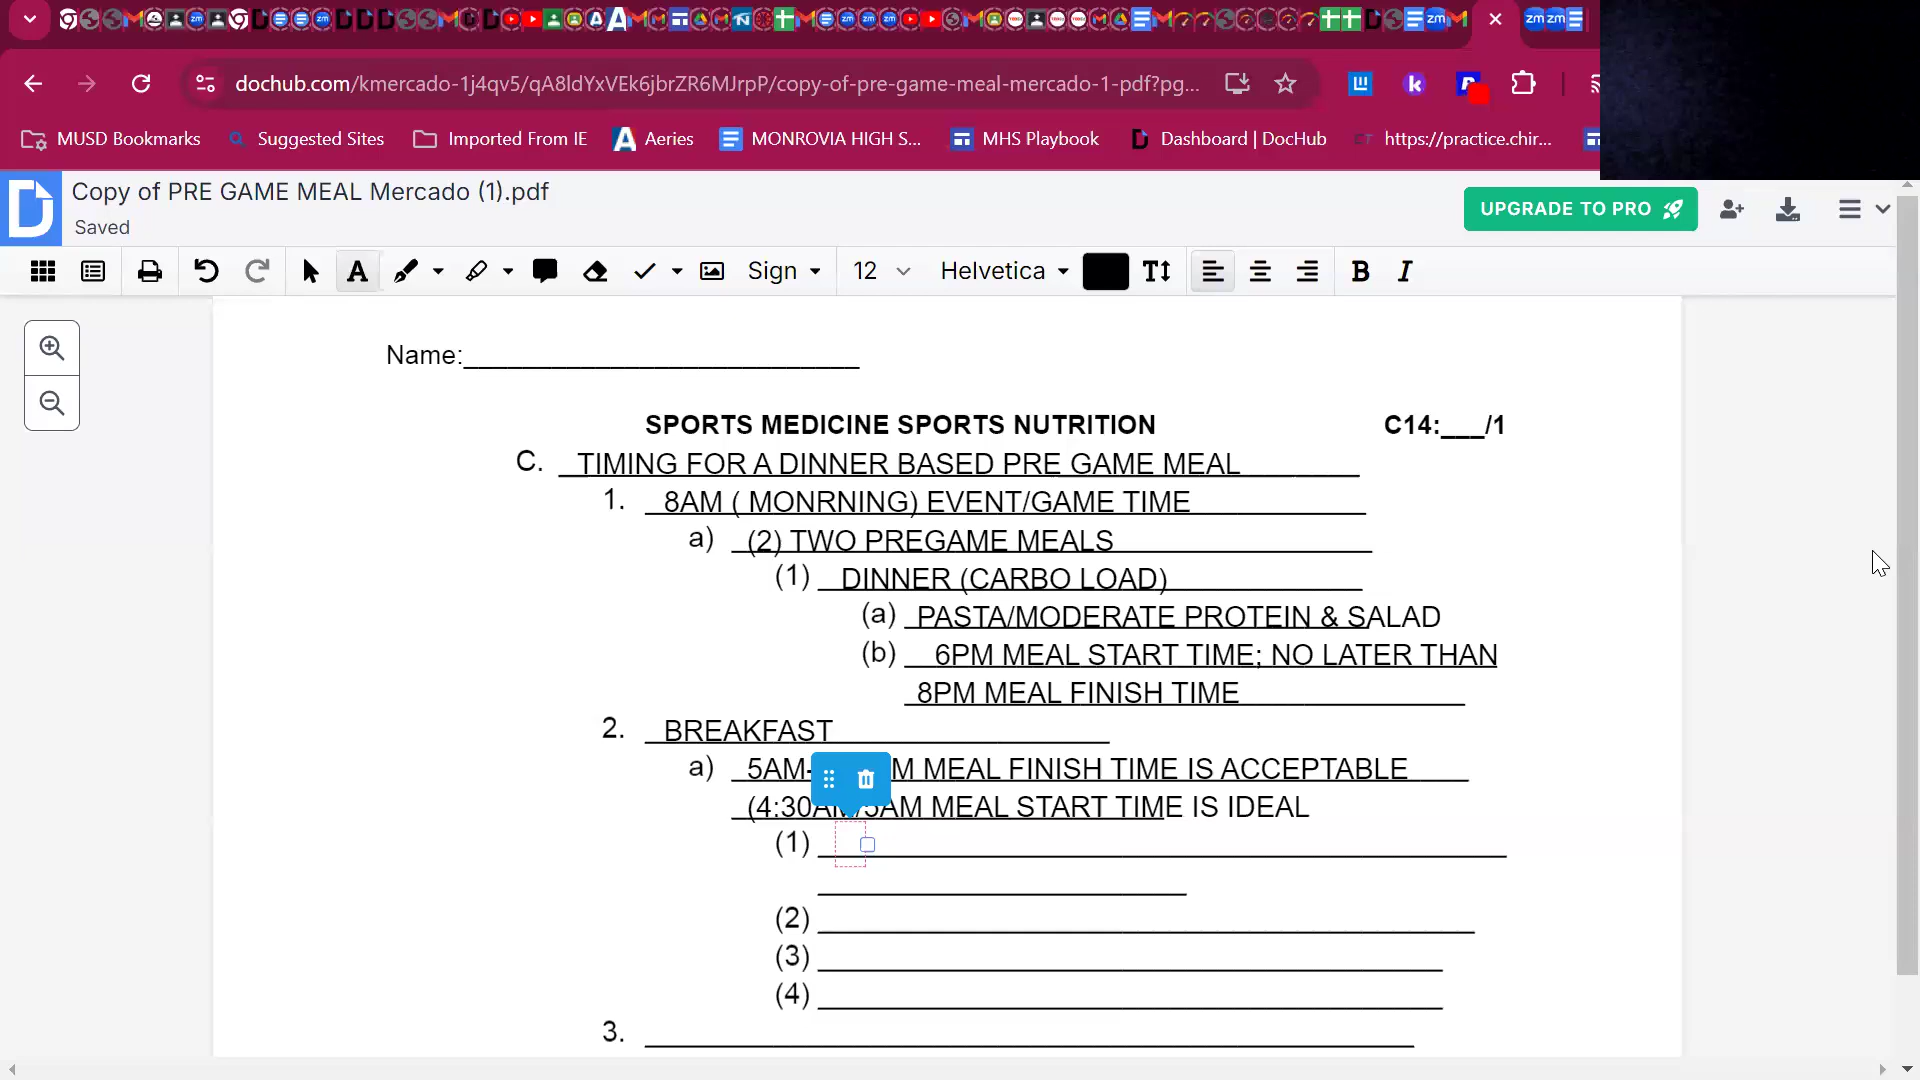 dochub.com/kmercado-1j4qv5/qA8ldYxVEk6jbrZR6MJrpP/copy-of-pre-game-meal-mercado-1-pdf?pg...
MUSD Bookmarks Suggested Sites Imported From IE Aeries MONROVIA HIGH S... MHS Playbook Dashboard | DocHub https://practice.chir...
Copy of PRE GAME MEAL Mercado (1).pdf
Saved
UPGRADE TO PRO
Sign 12 Helvetica B I
Name:___________________________
SPORTS MEDICINE SPORTS NUTRITION C14:___/1
C. TIMING FOR A DINNER BASED PRE GAME MEAL
1. 8AM ( MONRNING) EVENT/GAME TIME
a) (2) TWO PREGAME MEALS
(1) DINNER (CARBO LOAD)
(a) PASTA/MODERATE PROTEIN & SALAD
(b) 6PM MEAL START TIME; NO LATER THAN
8PM MEAL FINISH TIME
2. BREAKFAST
a) 5AM- M MEAL FINISH TIME IS ACCEPTABLE
(4:30AM/5AM MEAL START TIME IS IDEAL
(1)
(2)
(3)
(4)
3.